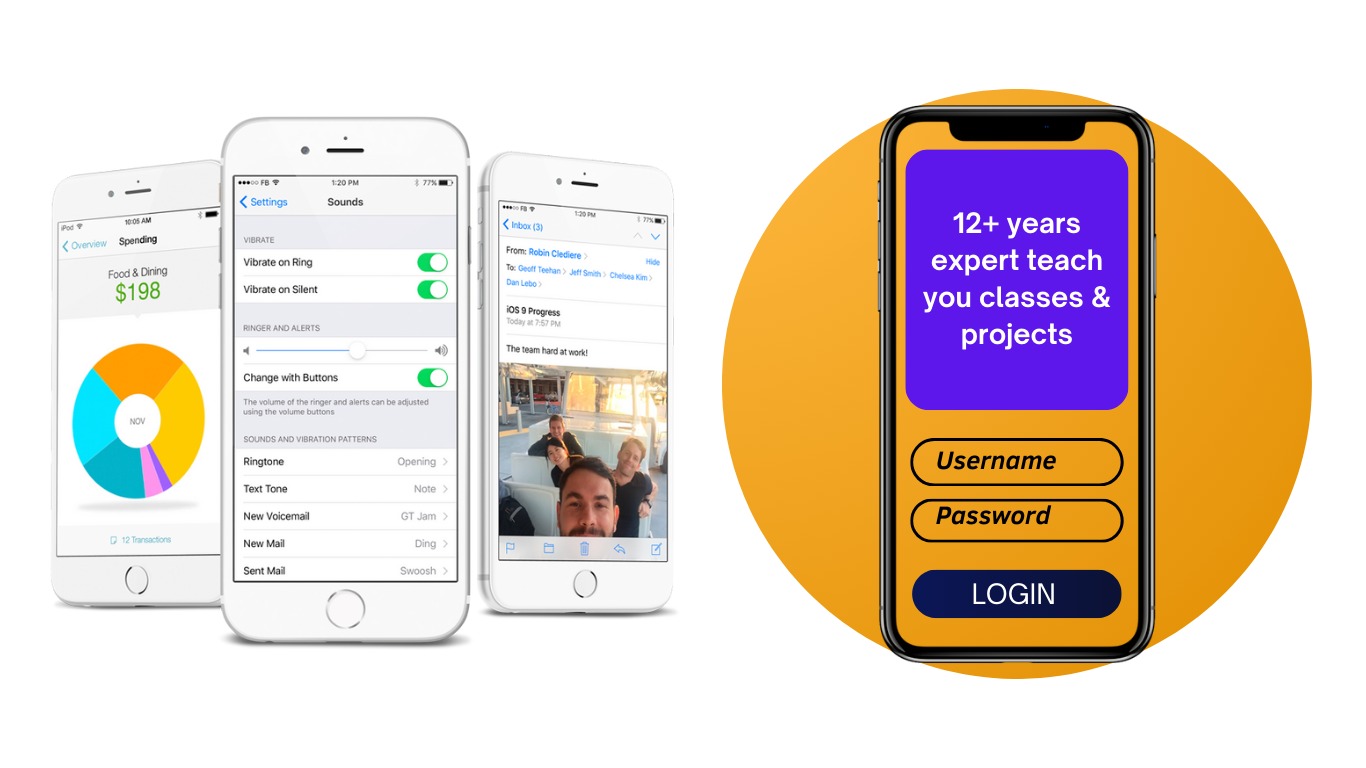 iPod
10:05 AM
Overview
Spending
Food & Dining
$198
NOV
12 Transactions
FB
1:20 PM
77%
Settings
Sounds
VIBRATE
Vibrate on Ring
Vibrate on Silent
RINGER AND ALERTS
Change with Buttons
The volume of the ringer and alerts can be adjusted
using the volume buttons
SOUNDS AND VIBRATION PATTERNS
Ringtone Opening
Text Tone Note
New Voicemail GT Jam
New Mail Ding
Sent Mail Swoosh
FB
1:20 PM
77%
Inbox (3)
From: Robin Clediere
Hide
To: Geoff Teehan Jeff Smith Chelsea Kim
Dan Lebo
iOS 9 Progress
Today at 7:57 PM
The team hard at work!
12+ years
expert teach
you classes &
projects
Username
Password
LOGIN